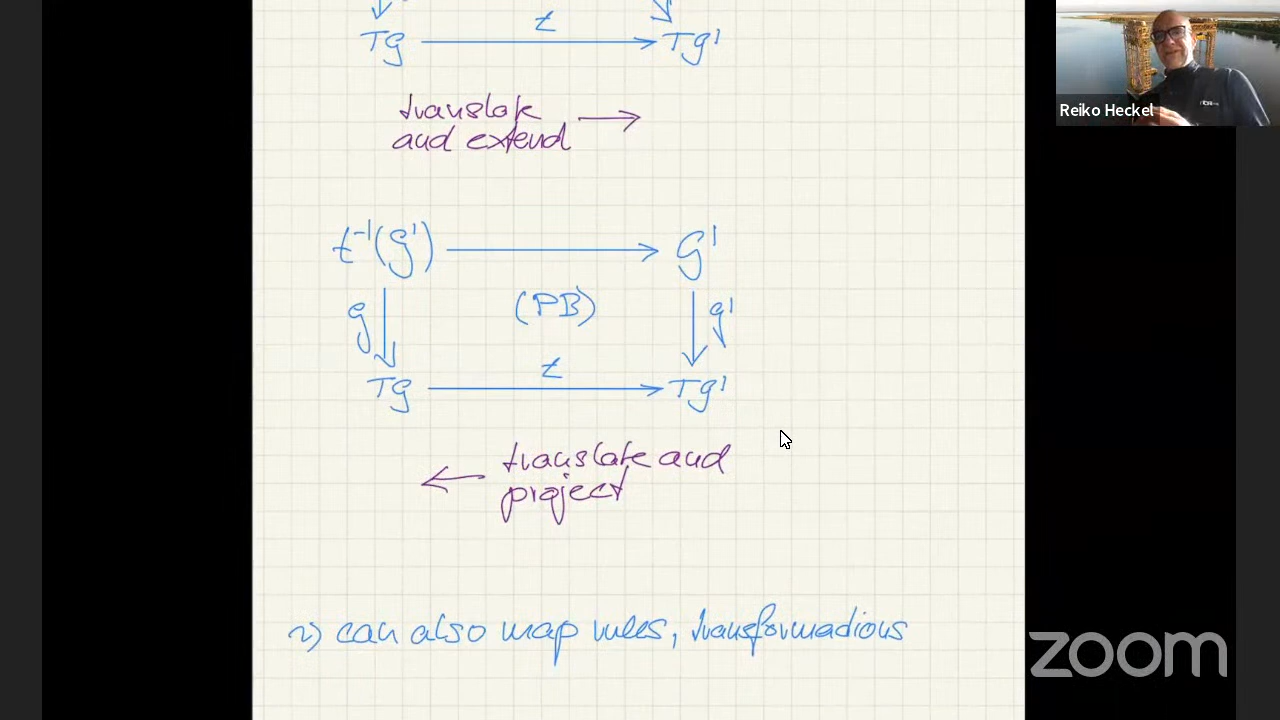 t
TG TG'
translate
and extend
t⁻¹(G') G'
g (PB) g'
t
TG TG'
translate and
project
~> can also map rules, transformations
Reiko Heckel
zoom